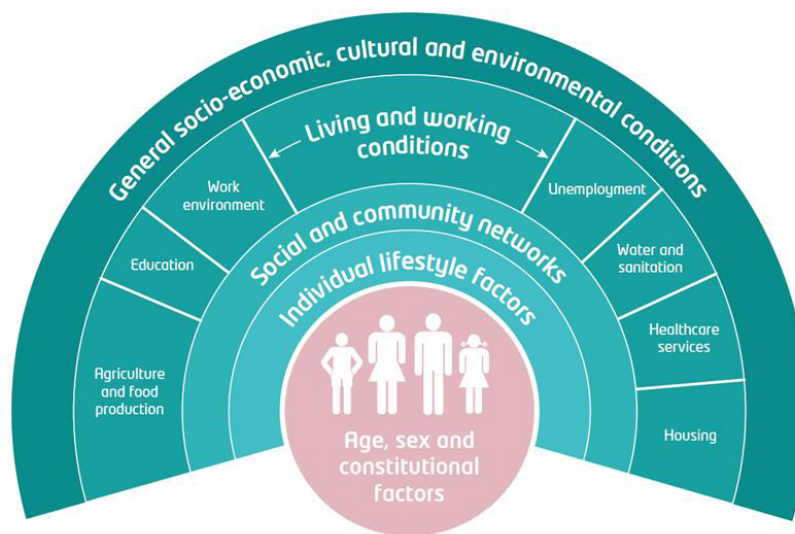 General socio-economic, cultural and environmental conditions
Living and working
conditions
Work
environment
Unemployment
Education
Water and
sanitation
Agriculture
and food
production
Healthcare
services
Housing
Social and community networks
Individual lifestyle factors
Age, sex and
constitutional
factors